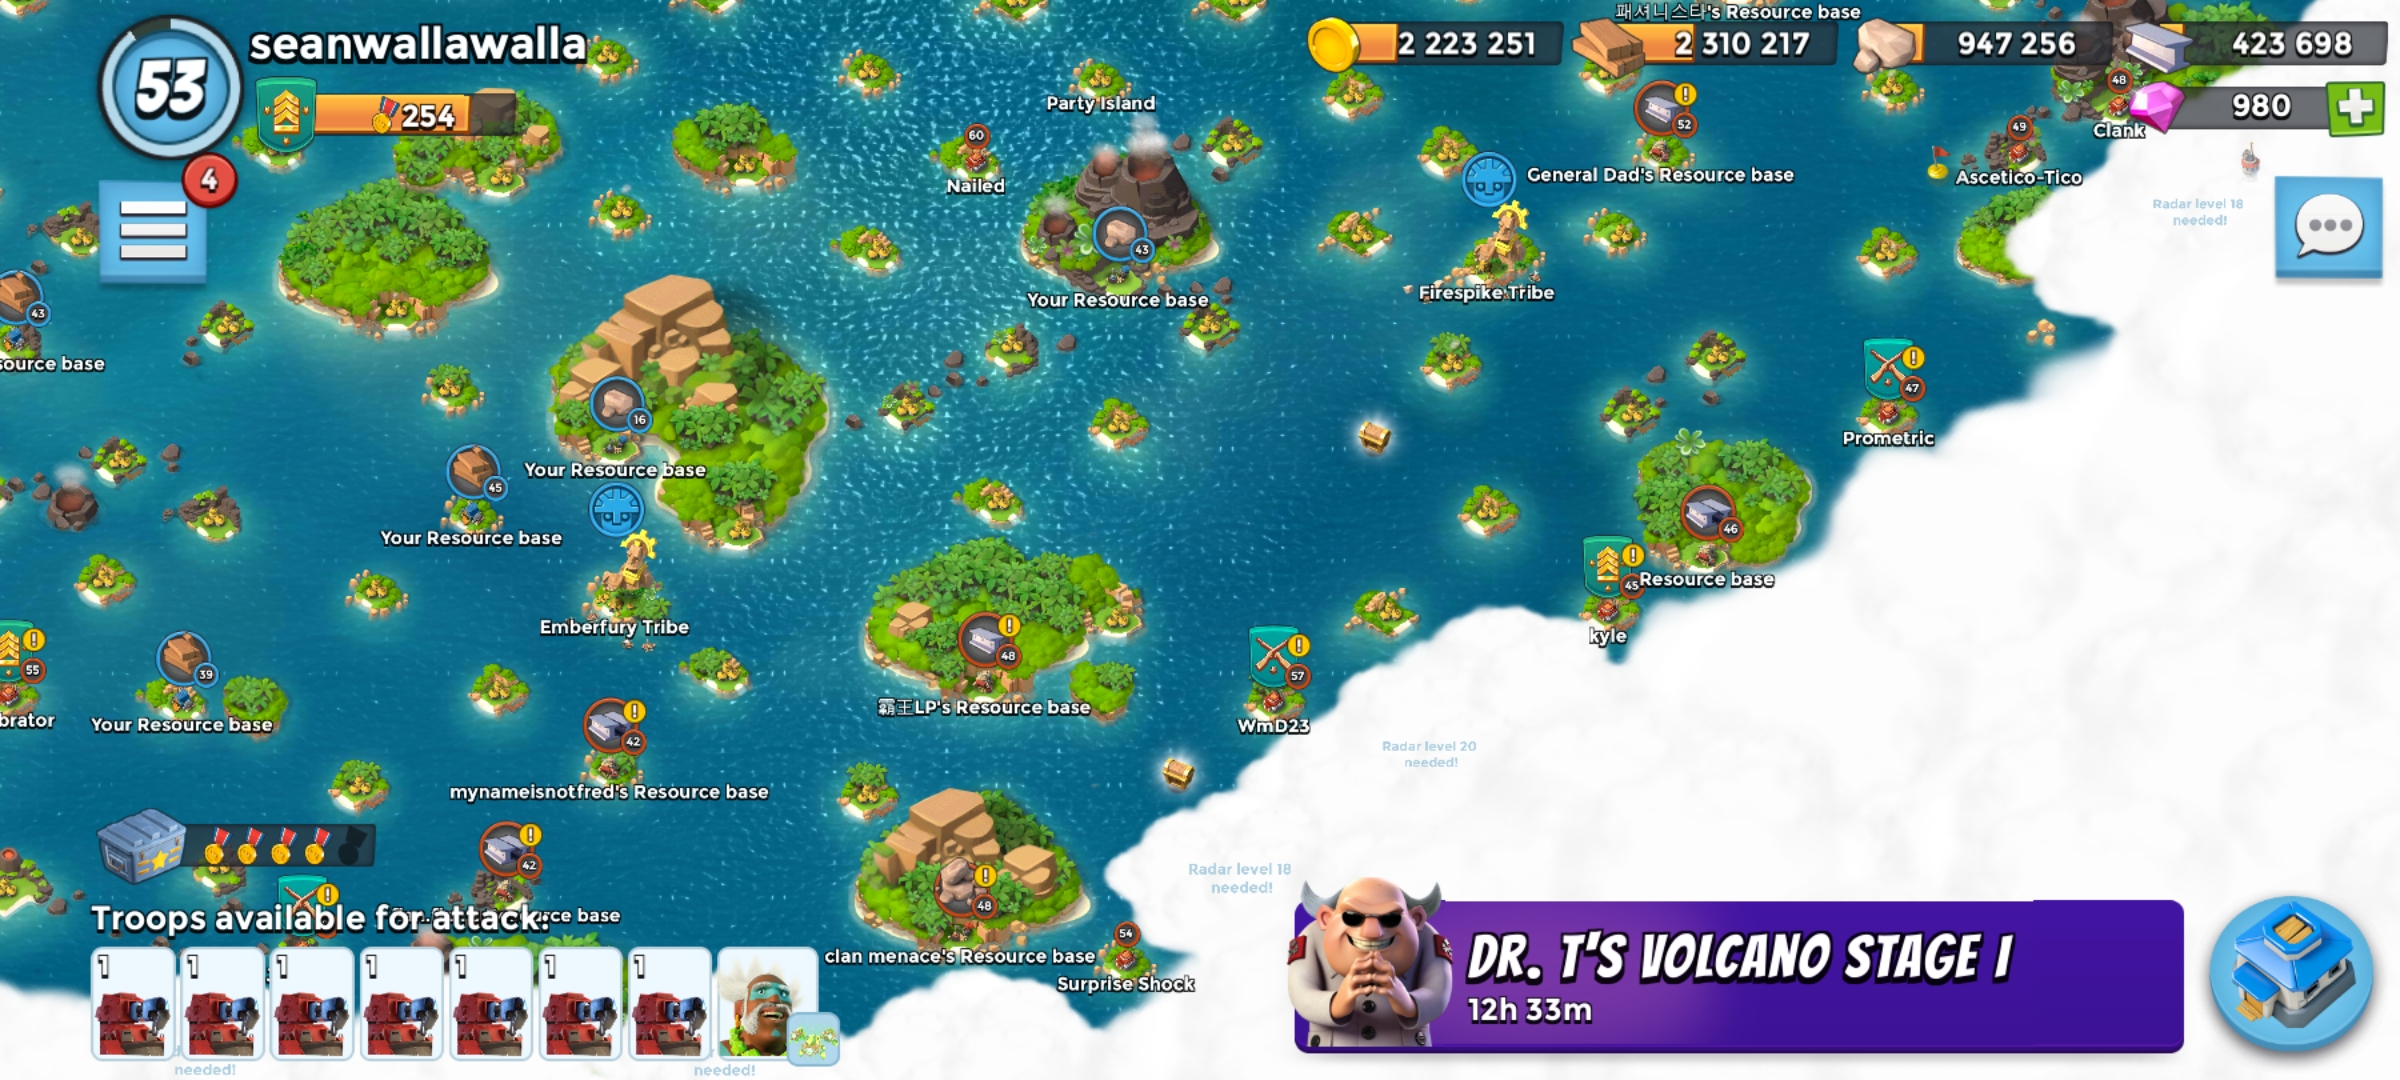 패셔니스타's Resource base
53
seanwallawalla
254
4
2 223 251
2 310 217
947 256
423 698
980
Party Island
60
Nailed
52
General Dad's Resource base
49
Ascetico-Tico
48
Clank
Radar level 18
needed!
43
Your Resource base
Firespike Tribe
43
source base
16
Your Resource base
47
Prometric
45
Your Resource base
46
Resource base
45
kyle
Emberfury Tribe
48
霸王LP's Resource base
57
WmD23
55
brator
39
Your Resource base
42
mynameisnotfred's Resource base
Radar level 20
needed!
42
Radar level 18
needed!
48
clan menace's Resource base
54
Surprise Shock
Troops available for attack:
1
1
1
1
1
1
1
needed!
needed!
DR. T'S VOLCANO STAGE I
12h 33m